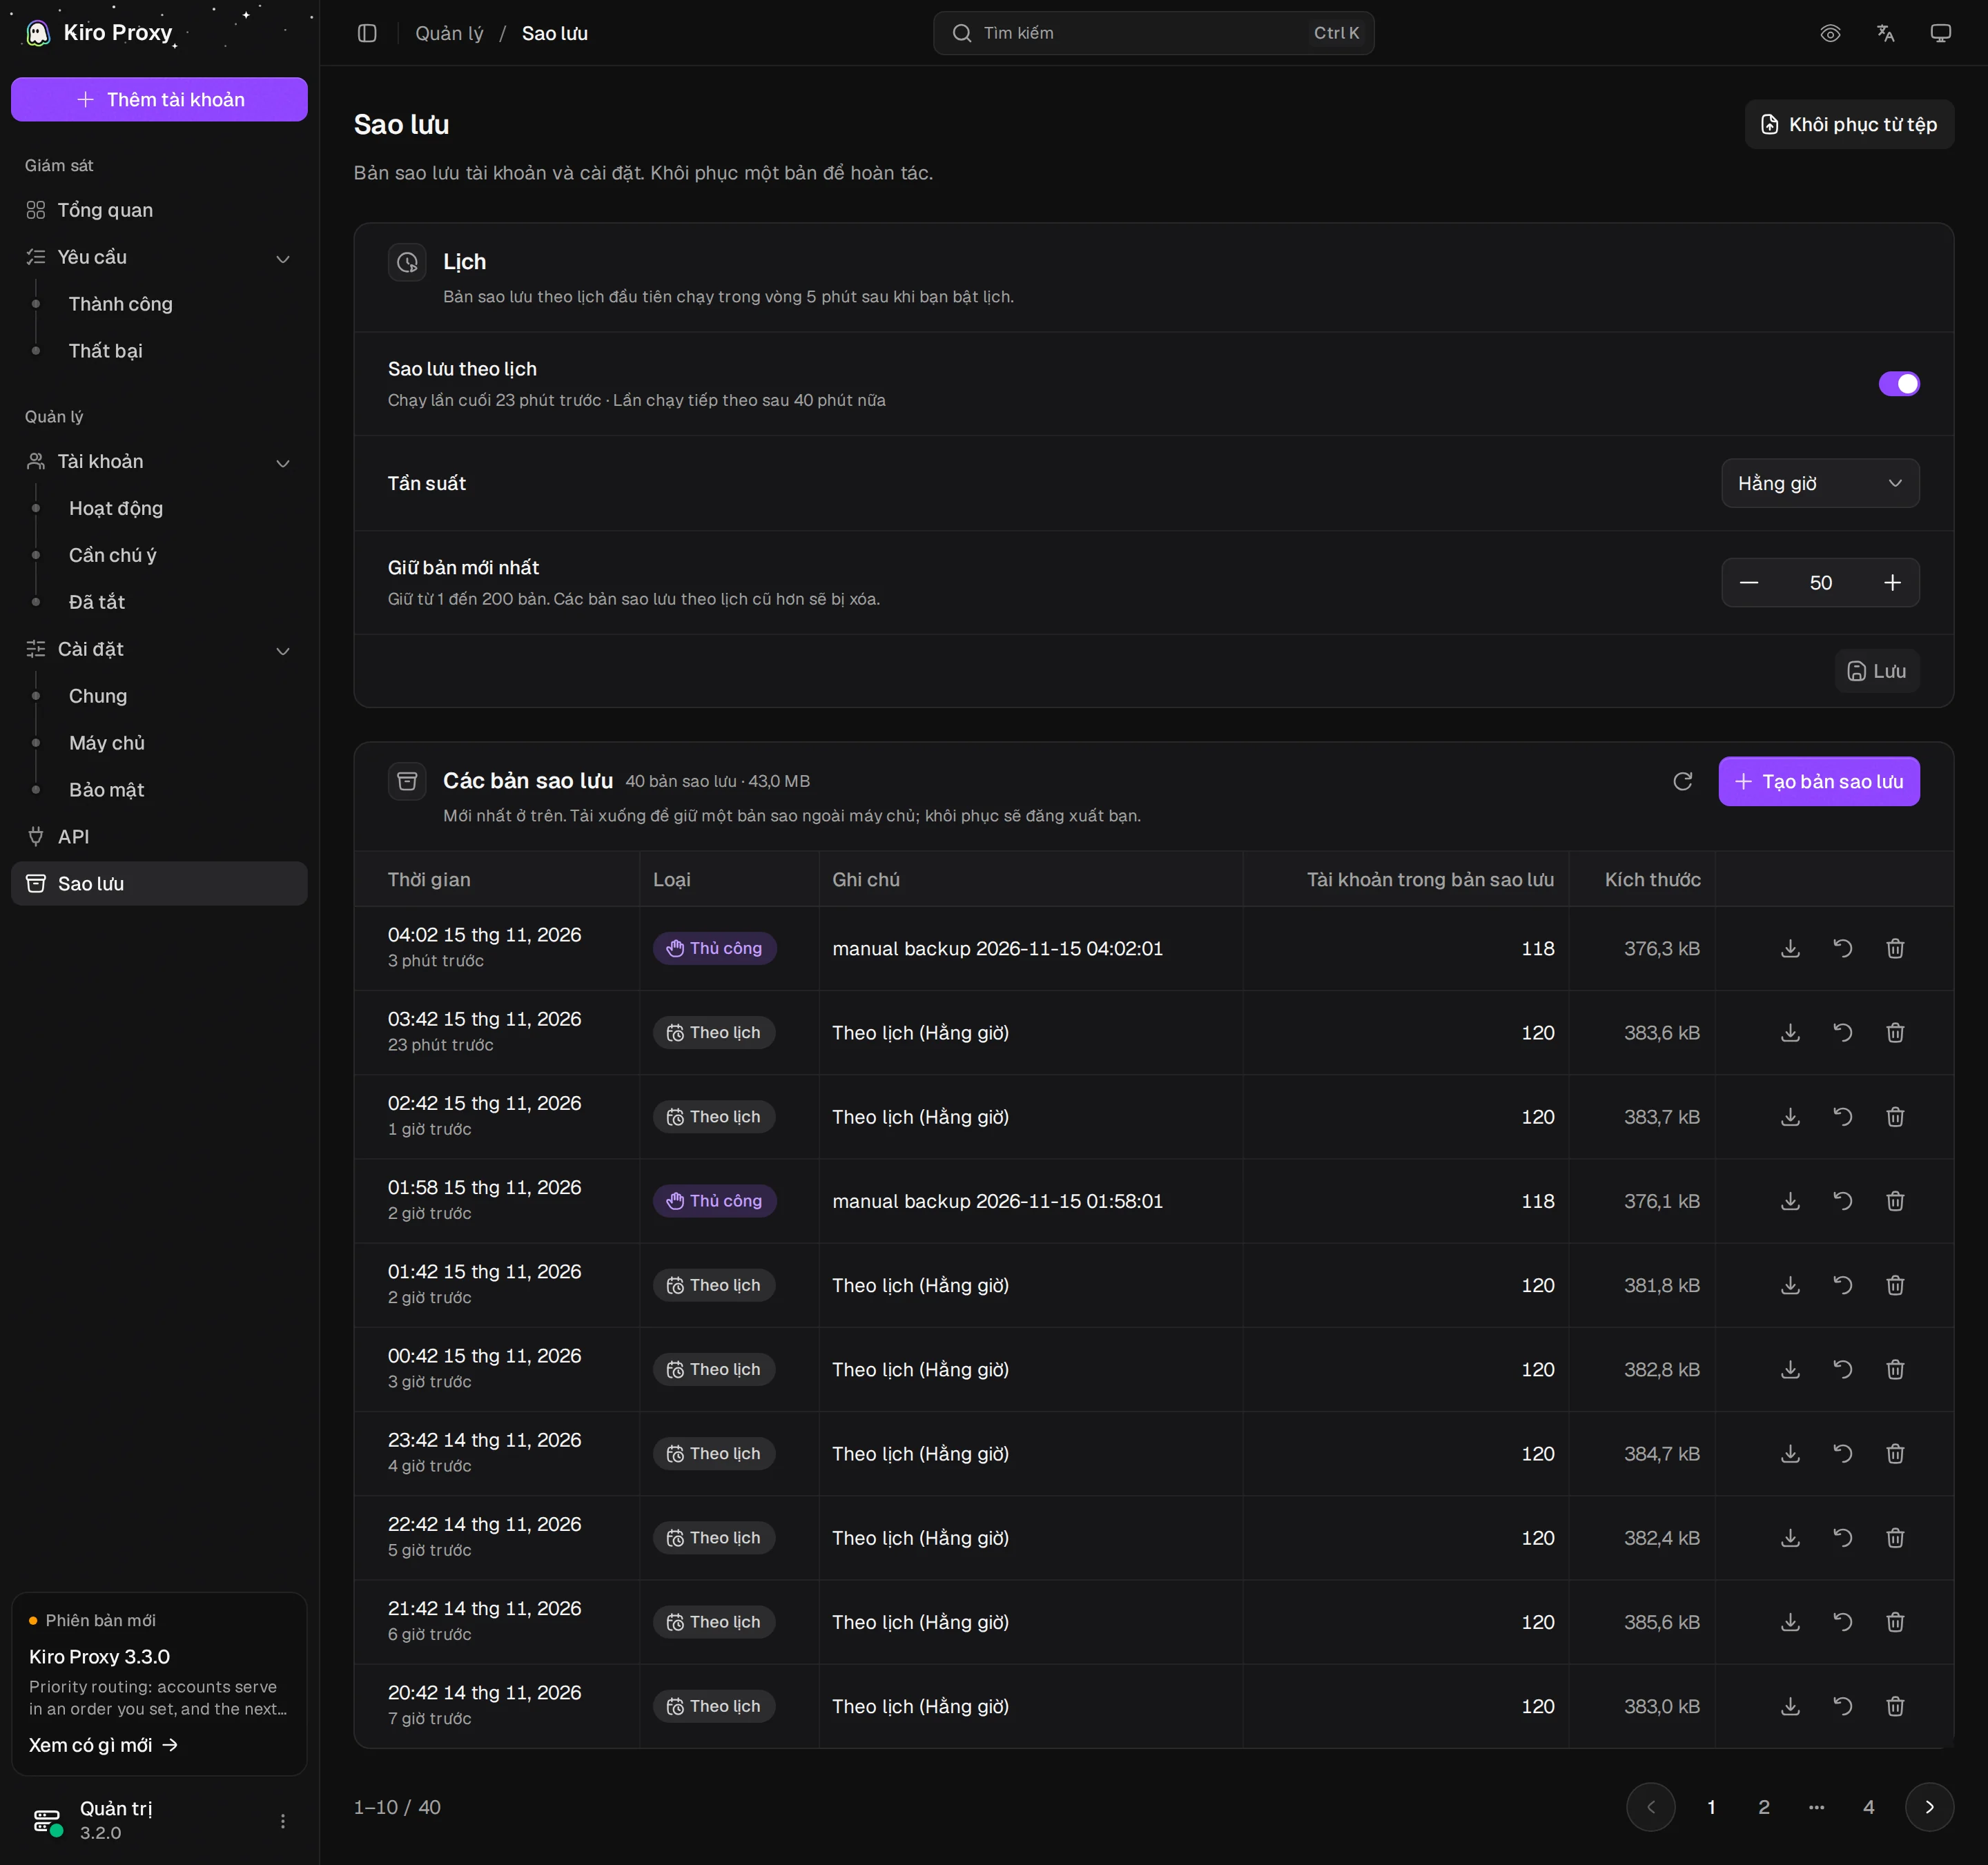 Kiro Proxy
Thêm tài khoản
Giám sát
Tổng quan
Yêu cầu
Thành công
Thất bại
Quản lý
Tài khoản
Hoạt động
Cần chú ý
Đã tắt
Cài đặt
Chung
Máy chủ
Bảo mật
API
Sao lưu
Phiên bản mới
Kiro Proxy 3.3.0
Priority routing: accounts serve
in an order you set, and the next...
Xem có gì mới
Quản trị
3.2.0
Quản lý / Sao lưu
Tìm kiếm Ctrl K
Sao lưu
Khôi phục từ tệp
Bản sao lưu tài khoản và cài đặt. Khôi phục một bản để hoàn tác.
Lịch
Bản sao lưu theo lịch đầu tiên chạy trong vòng 5 phút sau khi bạn bật lịch.
Sao lưu theo lịch
Chạy lần cuối 23 phút trước · Lần chạy tiếp theo sau 40 phút nữa
Tần suất
Hằng giờ
Giữ bản mới nhất
Giữ từ 1 đến 200 bản. Các bản sao lưu theo lịch cũ hơn sẽ bị xóa.
50
Lưu
Các bản sao lưu 40 bản sao lưu · 43,0 MB
Mới nhất ở trên. Tải xuống để giữ một bản sao ngoài máy chủ; khôi phục sẽ đăng xuất bạn.
Tạo bản sao lưu
Thời gian Loại Ghi chú Tài khoản trong bản sao lưu Kích thước
04:02 15 thg 11, 2026
3 phút trước
Thủ công manual backup 2026-11-15 04:02:01 118 376,3 kB
03:42 15 thg 11, 2026
23 phút trước
Theo lịch Theo lịch (Hằng giờ) 120 383,6 kB
02:42 15 thg 11, 2026
1 giờ trước
Theo lịch Theo lịch (Hằng giờ) 120 383,7 kB
01:58 15 thg 11, 2026
2 giờ trước
Thủ công manual backup 2026-11-15 01:58:01 118 376,1 kB
01:42 15 thg 11, 2026
2 giờ trước
Theo lịch Theo lịch (Hằng giờ) 120 381,8 kB
00:42 15 thg 11, 2026
3 giờ trước
Theo lịch Theo lịch (Hằng giờ) 120 382,8 kB
23:42 14 thg 11, 2026
4 giờ trước
Theo lịch Theo lịch (Hằng giờ) 120 384,7 kB
22:42 14 thg 11, 2026
5 giờ trước
Theo lịch Theo lịch (Hằng giờ) 120 382,4 kB
21:42 14 thg 11, 2026
6 giờ trước
Theo lịch Theo lịch (Hằng giờ) 120 385,6 kB
20:42 14 thg 11, 2026
7 giờ trước
Theo lịch Theo lịch (Hằng giờ) 120 383,0 kB
1–10 / 40
1 2 ... 4